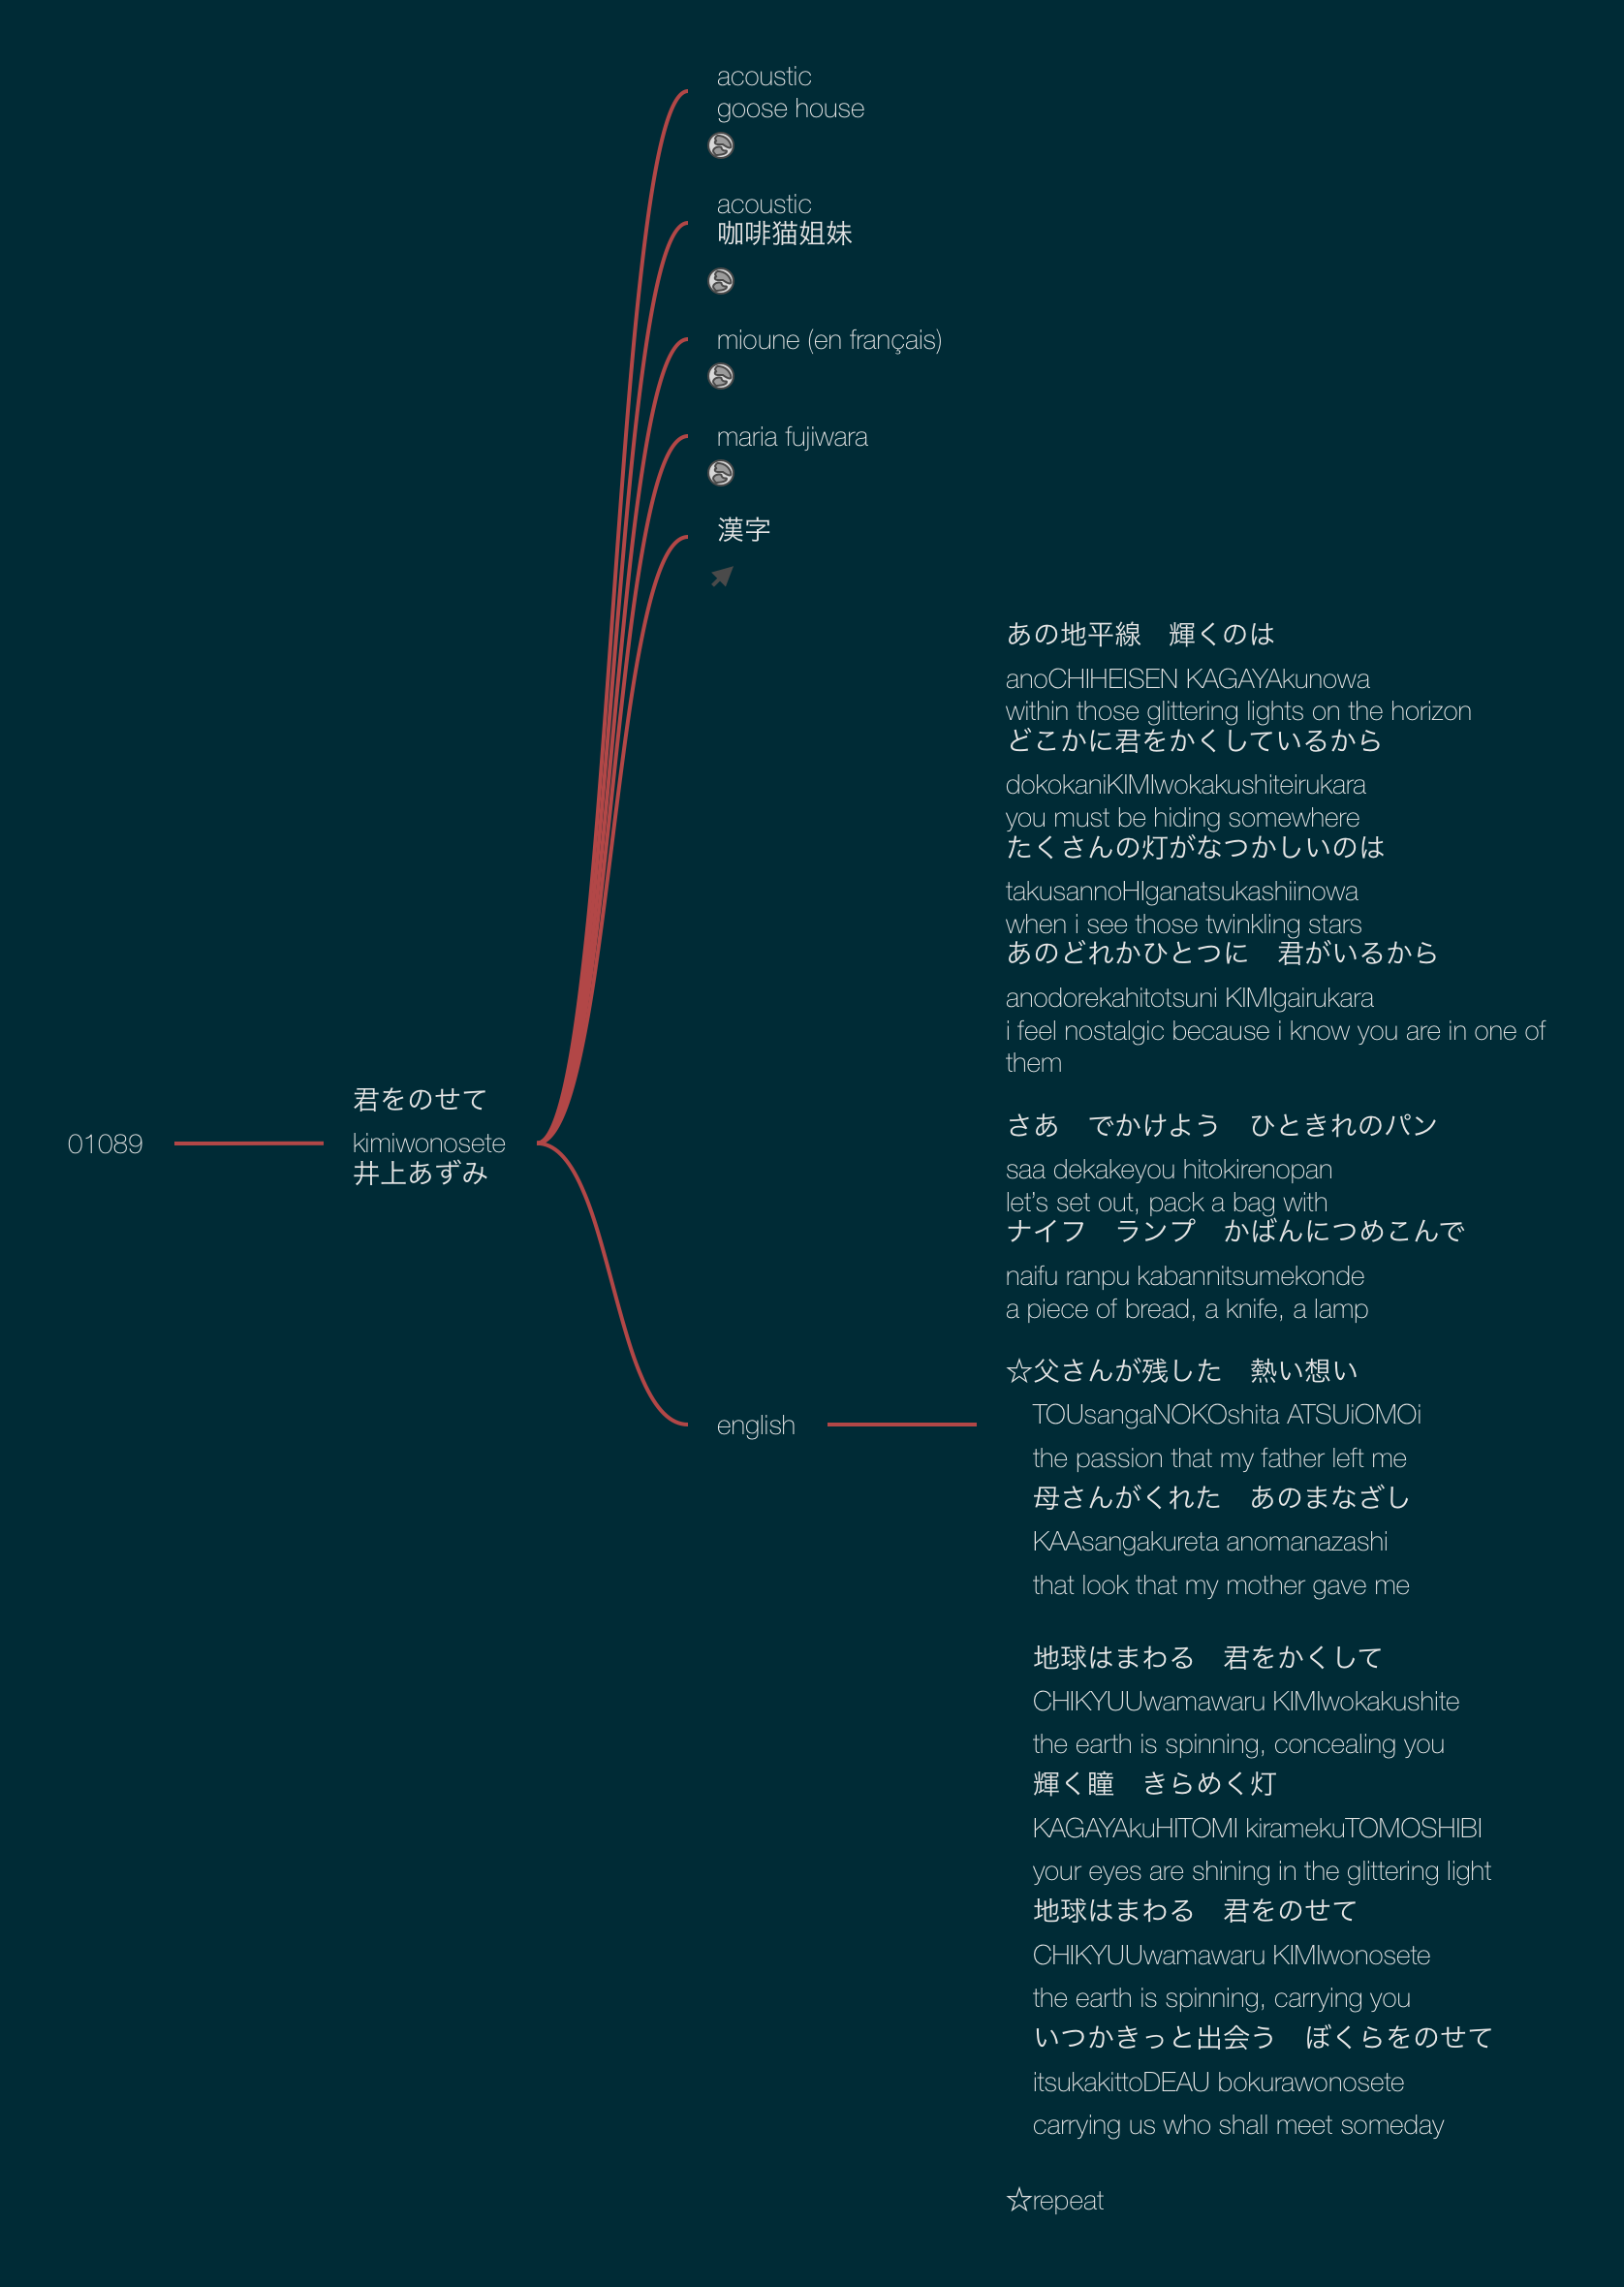 acoustic
goose house
acoustic
咖啡猫姐妹
mioune (en français)
maria fujiwara
漢字
01089
君をのせて
kimiwonosete
井上あずみ
english
あの地平線　輝くのは
anoCHIHEISEN KAGAYAkunowa
within those glittering lights on the horizon
どこかに君をかくしているから
dokokaniKIMIwokakushiteirukara
you must be hiding somewhere
たくさんの灯がなつかしいのは
takusannoHIganatsukashiinowa
when i see those twinkling stars
あのどれかひとつに　君がいるから
anodorekahitotsuni KIMIgairukara
i feel nostalgic because i know you are in one of
them
さあ　でかけよう　ひときれのパン
saa dekakeyou hitokirenopan
let's set out, pack a bag with
ナイフ　ランプ　かばんにつめこんで
naifu ranpu kabannitsumekonde
a piece of bread, a knife, a lamp
☆父さんが残した　熱い想い
TOUsangaNOKOshita ATSUiOMOi
the passion that my father left me
母さんがくれた　あのまなざし
KAAsangakureta anomanazashi
that look that my mother gave me
地球はまわる　君をかくして
CHIKYUUwamawaru KIMIwokakushite
the earth is spinning, concealing you
輝く瞳　きらめく灯
KAGAYAkuHITOMI kiramekuTOMOSHIBI
your eyes are shining in the glittering light
地球はまわる　君をのせて
CHIKYUUwamawaru KIMIwonosete
the earth is spinning, carrying you
いつかきっと出会う　ぼくらをのせて
itsukakittoDEAU bokurawonosete
carrying us who shall meet someday
☆repeat